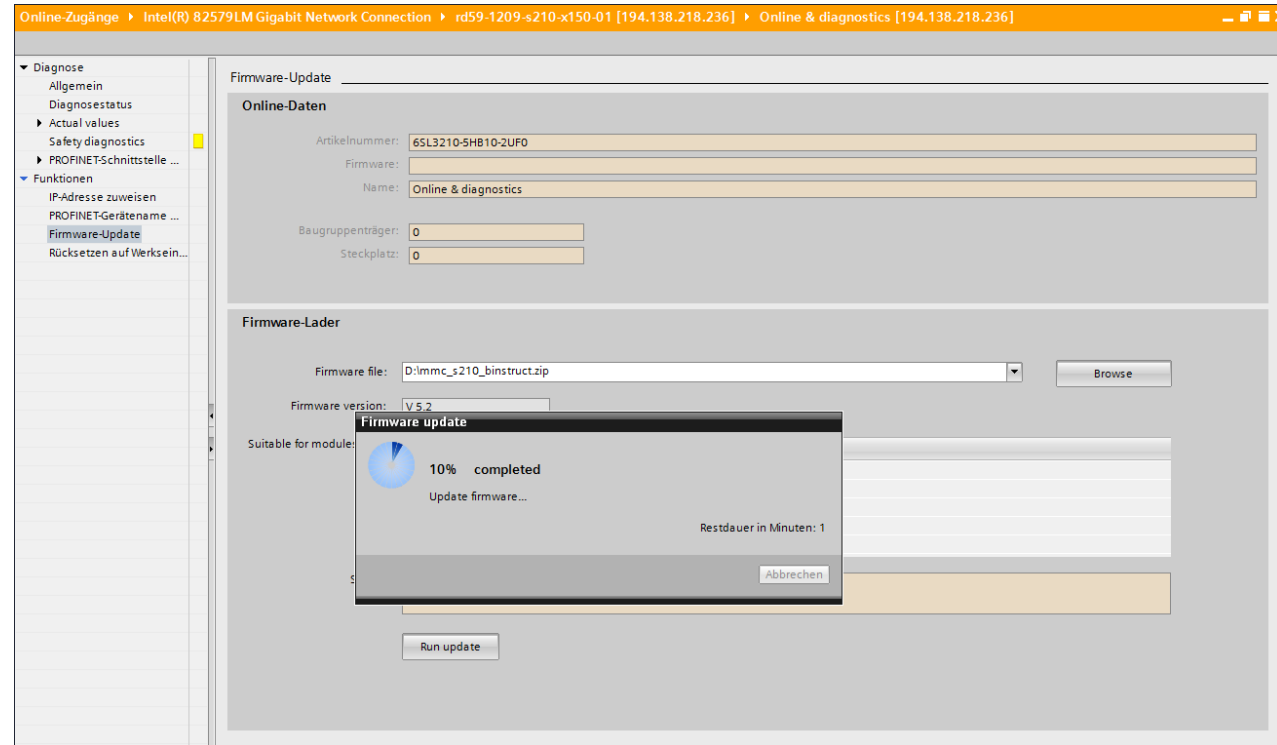 Online-Zugänge ▸ Intel(R) 82579LM Gigabit Network Connection ▸ rd59-1209-s210-x150-01 [194.138.218.236] ▸ Online & diagnostics [194.138.218.236]
Diagnose
Allgemein
Diagnosestatus
Actual values
Safety diagnostics
PROFINET-Schnittstelle ...
Funktionen
IP-Adresse zuweisen
PROFINET-Gerätename ...
Firmware-Update
Rücksetzen auf Werksein...
Firmware-Update
Online-Daten
Artikelnummer: 6SL3210-5HB10-2UF0
Firmware:
Name: Online & diagnostics
Baugruppenträger: 0
Steckplatz: 0
Firmware-Lader
Firmware file: D:\mmc_s210_binstruct.zip Browse
Firmware version: V 5.2
Suitable for module
Firmware update
10% completed
Update firmware...
Restdauer in Minuten: 1
Abbrechen
Run update